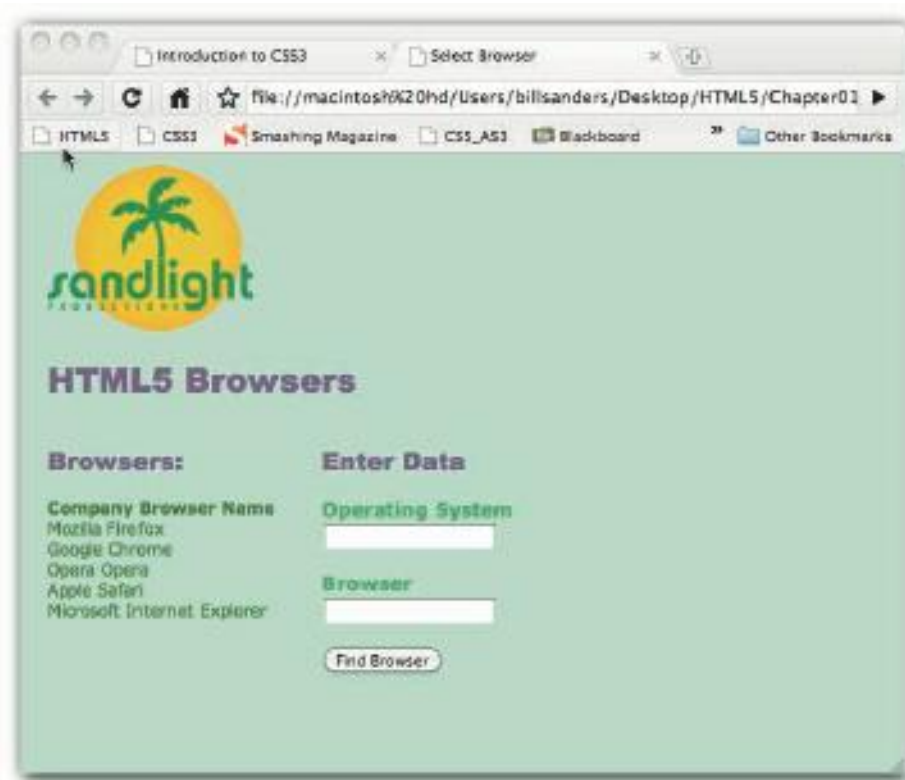 Introduction to CSS3 × Select Browser ×
file://macintosh%20hd/Users/billsanders/Desktop/HTML5/Chapter01
HTML5 CSS3 Smashing Magazine CS5_AS3 Blackboard » Other Bookmarks
sandlight
PRODUCTIONS
HTML5 Browsers
Browsers:
Company Browser Name
Mozilla Firefox
Google Chrome
Opera Opera
Apple Safari
Microsoft Internet Explorer
Enter Data
Operating System
Browser
Find Browser